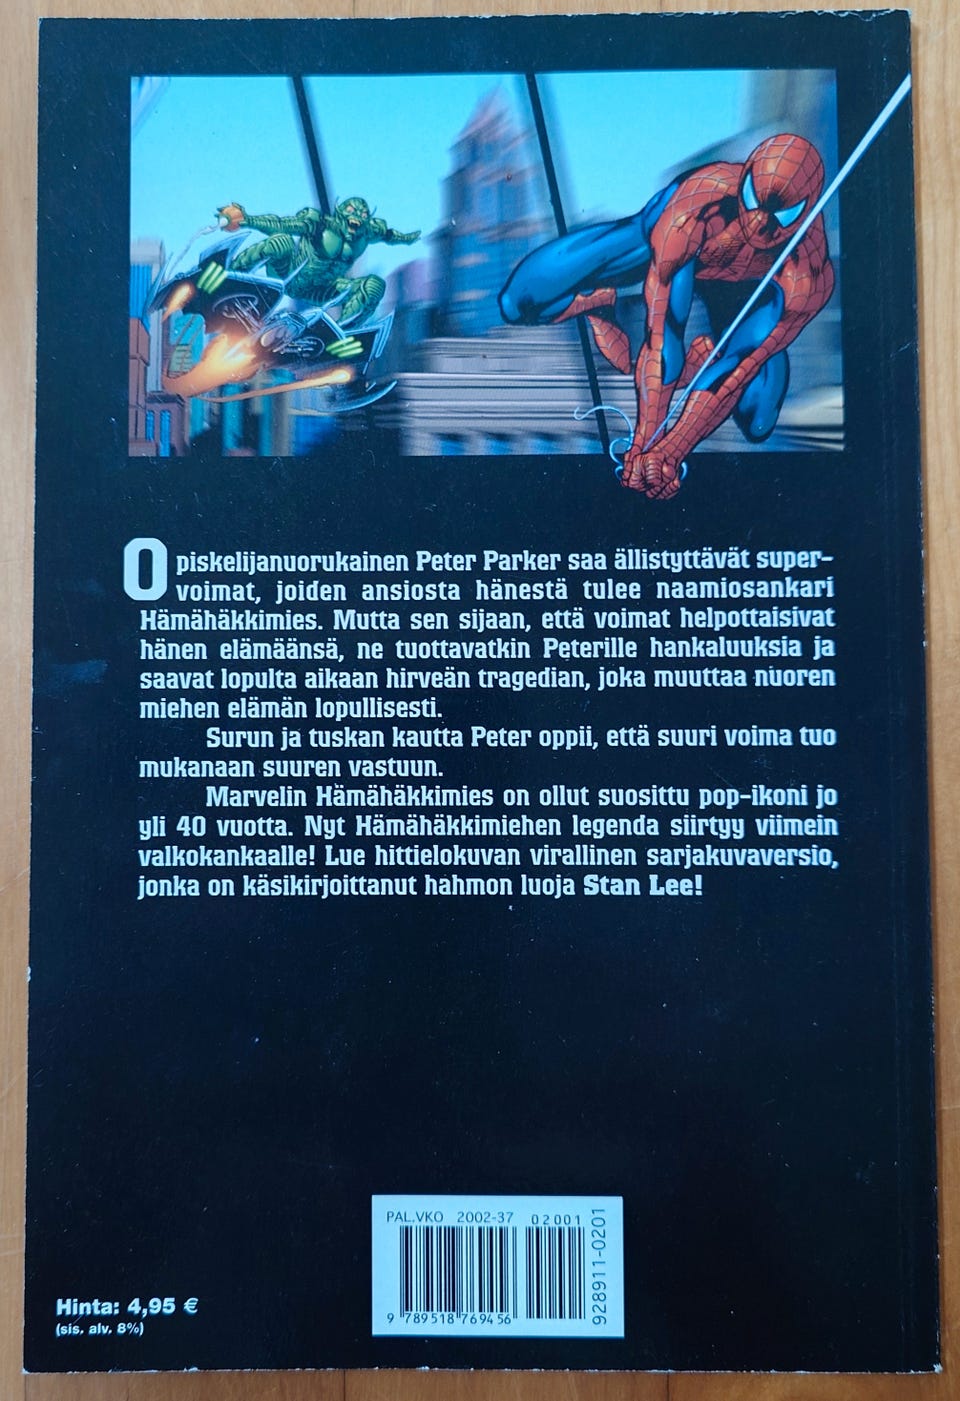 Opiskelijanuorukainen Peter Parker saa ällistyttävät super-
voimat, joiden ansiosta hänestä tulee naamiosankari
Hämähäkkimies. Mutta sen sijaan, että voimat helpottaisivat
hänen elämäänsä, ne tuottavatkin Peterille hankaluuksia ja
saavat lopulta aikaan hirveän tragedian, joka muuttaa nuoren
miehen elämän lopullisesti.
Surun ja tuskan kautta Peter oppii, että suuri voima tuo
mukanaan suuren vastuun.
Marvelin Hämähäkkimies on ollut suosittu pop-ikoni jo
yli 40 vuotta. Nyt Hämähäkkimiehen legenda siirtyy viimein
valkokankaalle! Lue hittielokuvan virallinen sarjakuvaversio,
jonka on käsikirjoittanut hahmon luoja Stan Lee!
PAL.VKO 2002-37 02001
928911-0201
9 789518 769456
Hinta: 4,95 €
(sis. alv. 8%)